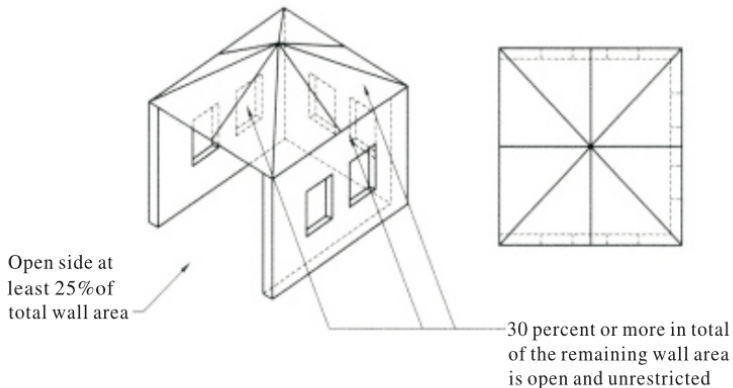 Open side at
least 25%of
total wall area
30 percent or more in total
of the remaining wall area
is open and unrestricted